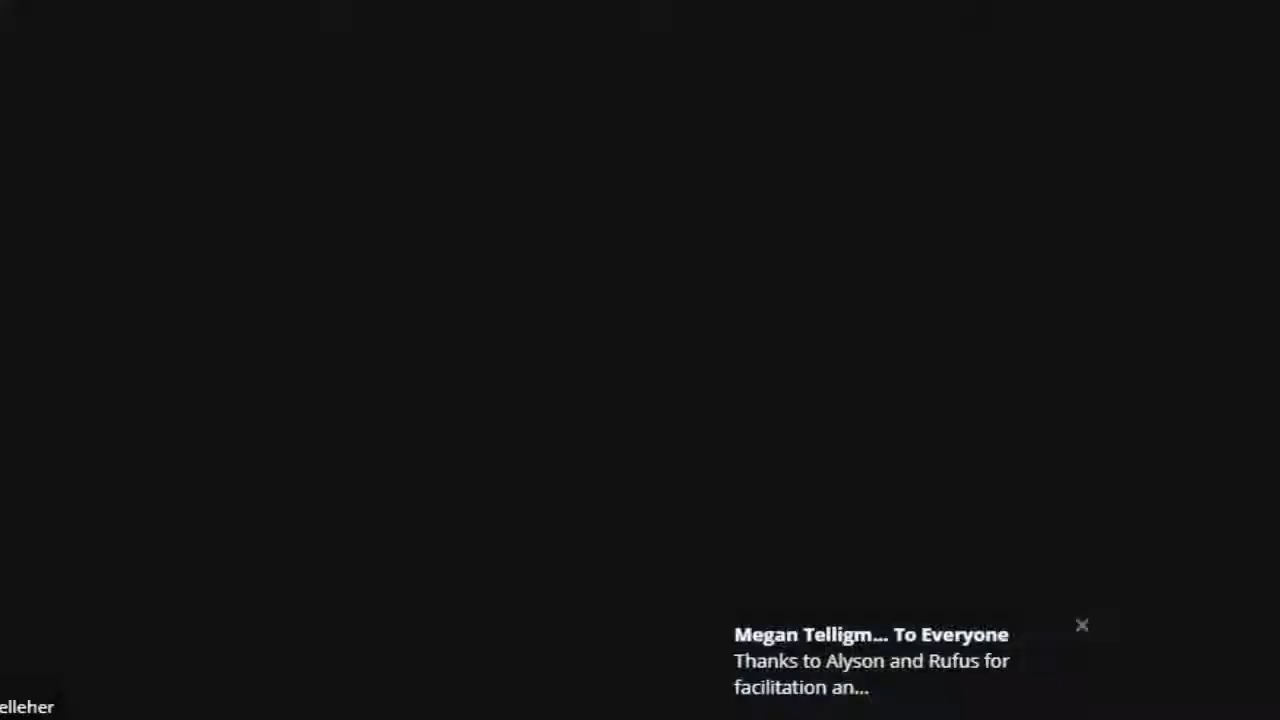 Megan Telligm... To Everyone
Thanks to Alyson and Rufus for
facilitation an...
elleher